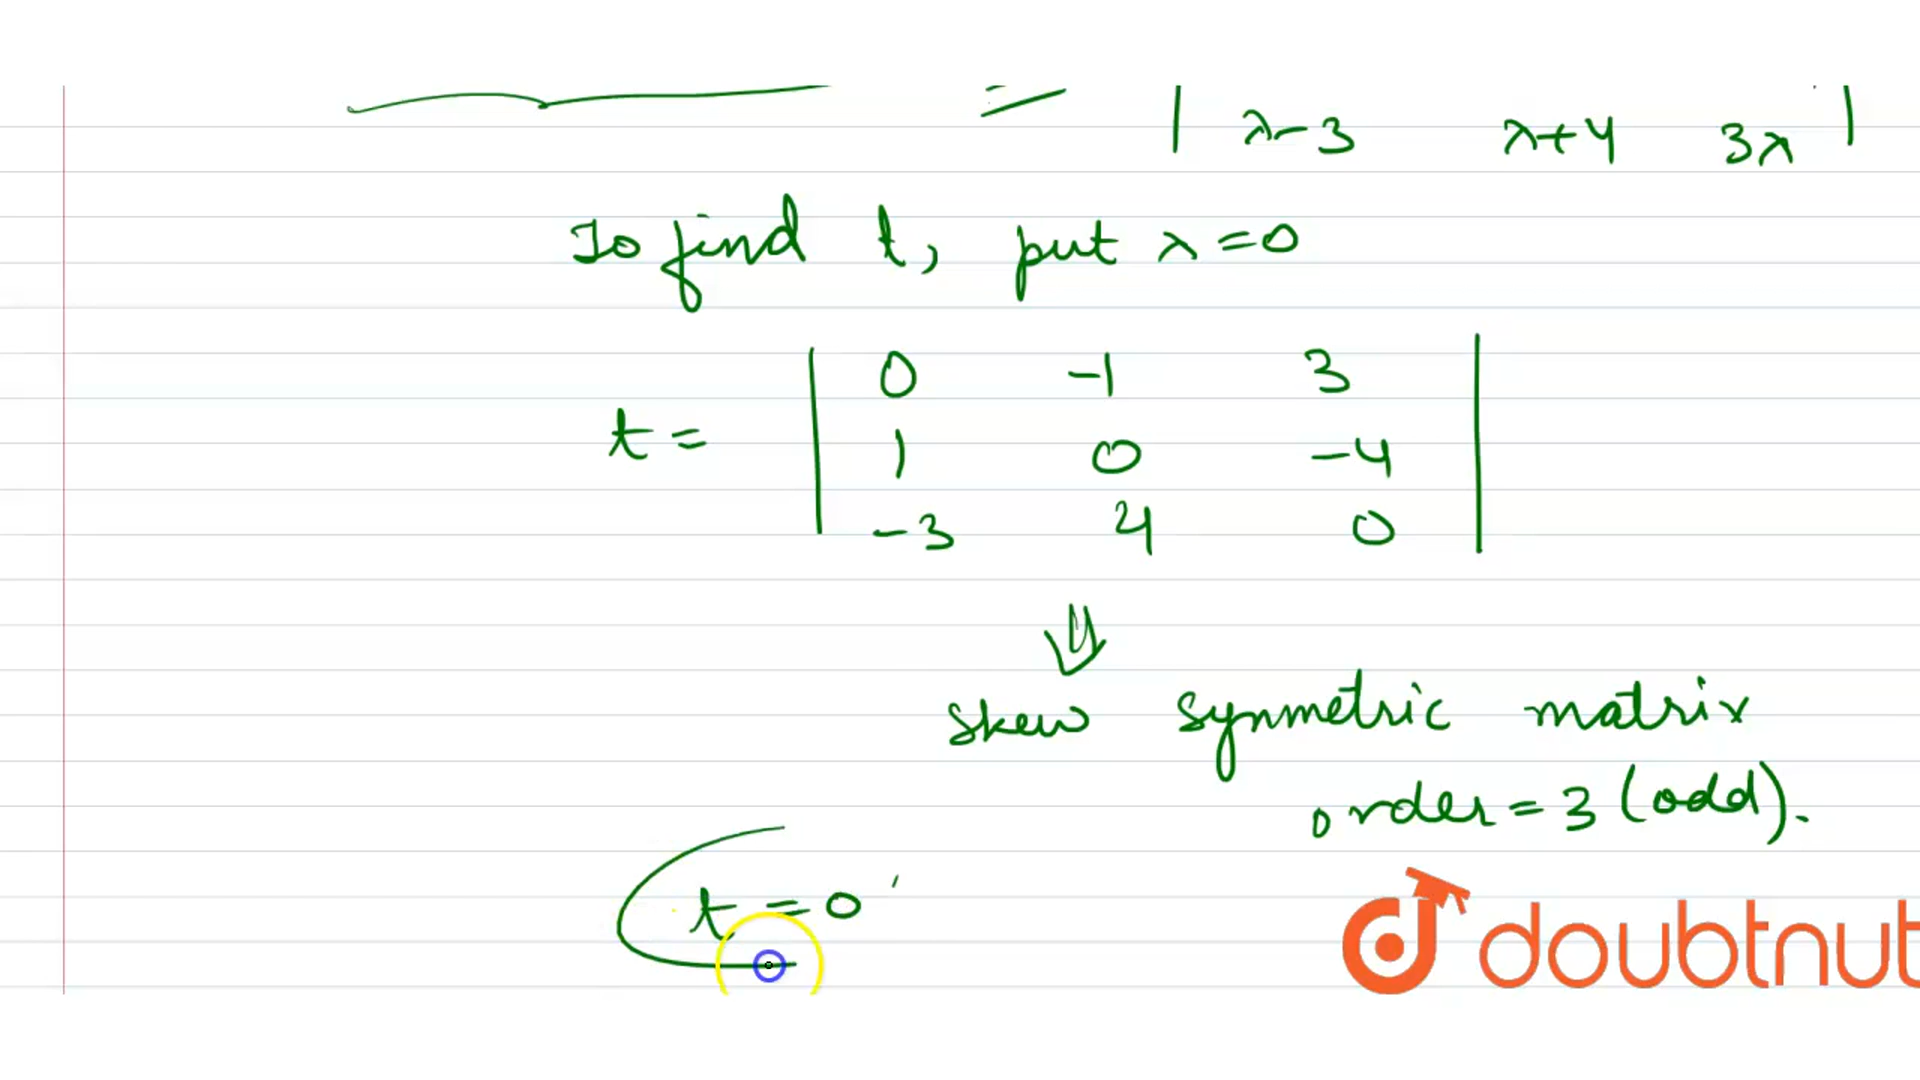 = | λ-3 λ+4 3λ |
To find t, put λ=0
| 0 -1 3 |
t= | 1 0 -4 |
| -3 4 0 |
⇓
skew symmetric matrix
order=3 (odd).
t=0
doubtnut